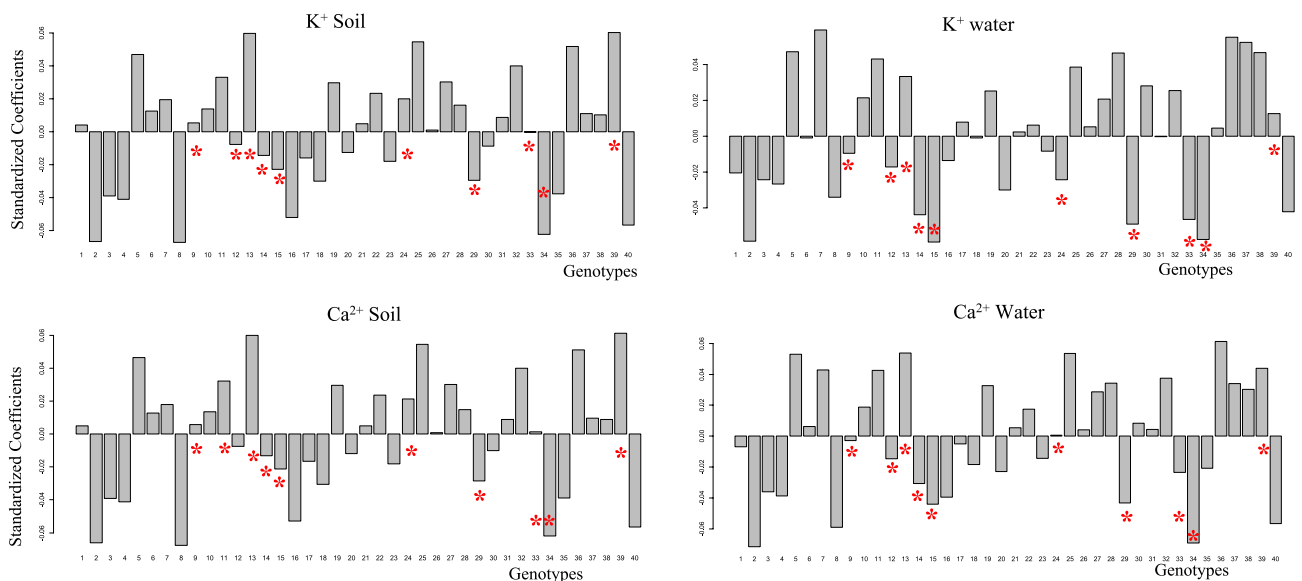 K⁺ Soil
Standardized Coefficients
0.06
0.04
0.02
0.00
-0.02
-0.04
-0.06
1 2 3 4 5 6 7 8 9 10 11 12 13 14 15 16 17 18 19 20 21 22 23 24 25 26 27 28 29 30 31 32 33 34 35 36 37 38 39 40
Genotypes
K⁺ water
0.04
0.02
0.00
-0.02
-0.04
1 2 3 4 5 6 7 8 9 10 11 12 13 14 15 16 17 18 19 20 21 22 23 24 25 26 27 28 29 30 31 32 33 34 35 36 37 38 39 40
Genotypes
Ca²⁺ Soil
Standardized Coefficients
0.06
0.04
0.02
0.00
-0.02
-0.04
-0.06
1 2 3 4 5 6 7 8 9 10 11 12 13 14 15 16 17 18 19 20 21 22 23 24 25 26 27 28 29 30 31 32 33 34 35 36 37 38 39 40
Genotypes
Ca²⁺ Water
0.06
0.04
0.02
0.00
-0.02
-0.04
-0.06
1 2 3 4 5 6 7 8 9 10 11 12 13 14 15 16 17 18 19 20 21 22 23 24 25 26 27 28 29 30 31 32 33 34 35 36 37 38 39 40
Genotypes